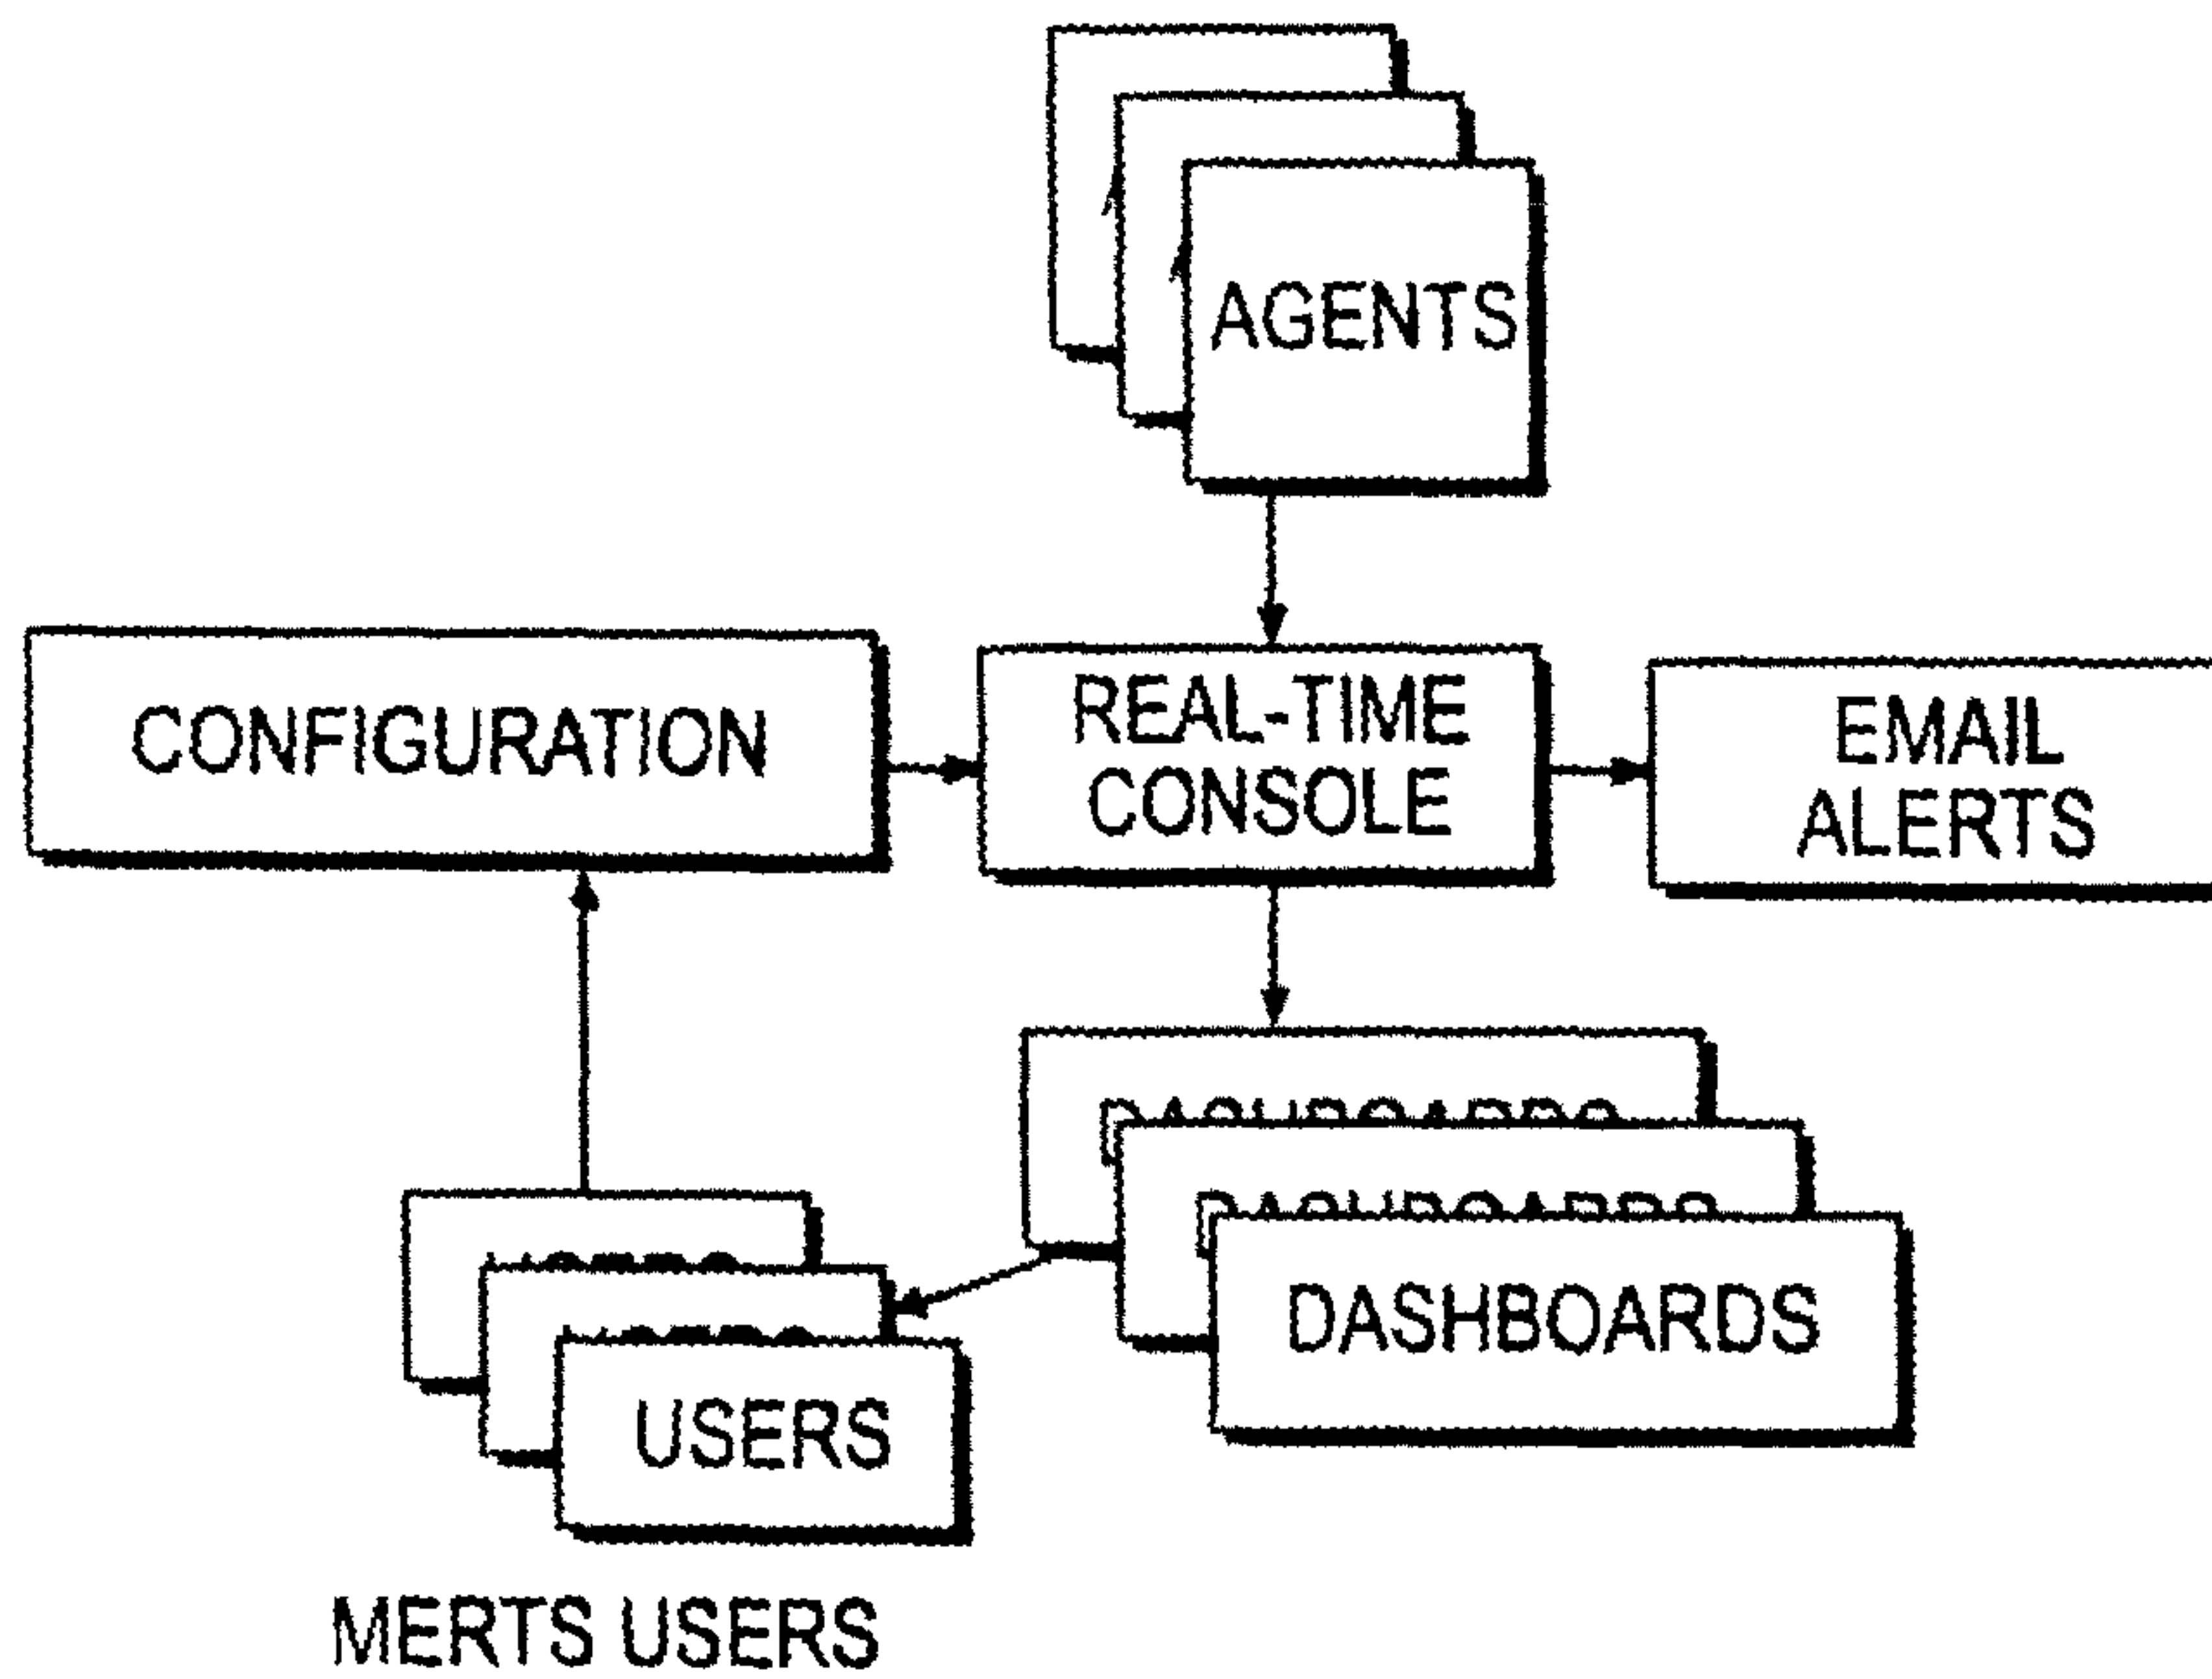 AGENTS
CONFIGURATION
REAL-TIME
CONSOLE
EMAIL
ALERTS
DASHBOARDS
USERS
MERTS USERS